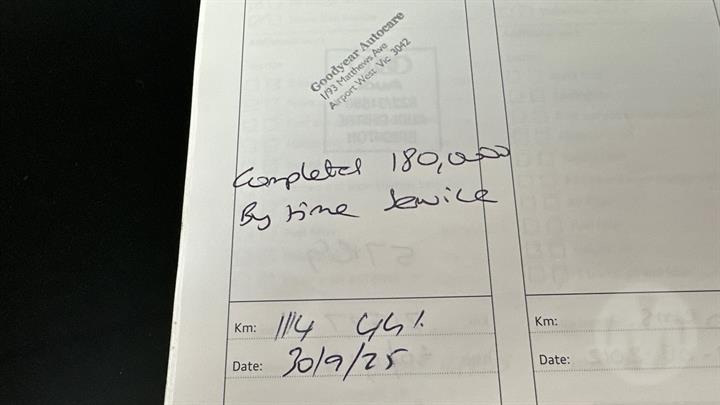 Goodyear Autocare
1/93 Matthews Ave
Airport West, Vic 3042
Completed 180,000
By time Service
Km: 114
Date: 30/9/25
Km:
Date: